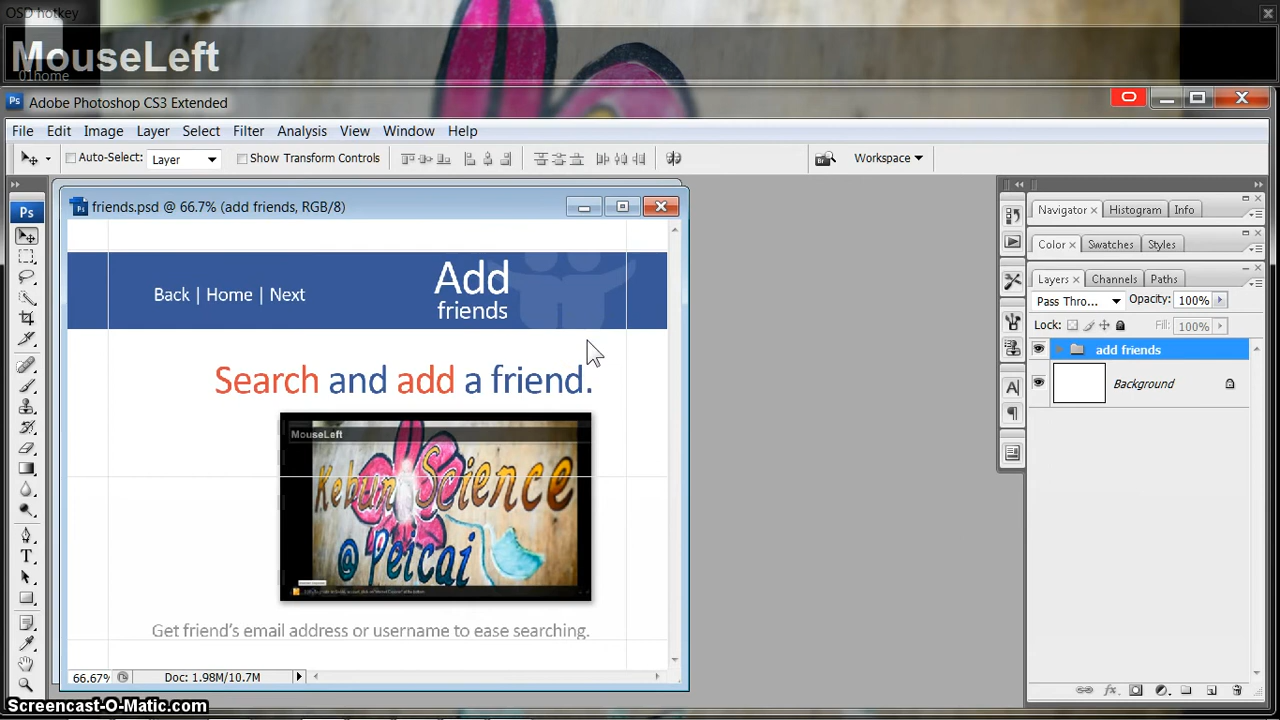 OSD hotkey
MouseLeft
01home
Ps Adobe Photoshop CS3 Extended
File Edit Image Layer Select Filter Analysis View Window Help
Auto-Select: Layer Show Transform Controls Workspace
Ps
friends.psd @ 66.7% (add friends, RGB/8)
Back | Home | Next
Add
friends
Search and add a friend.
MouseLeft
Kebun Science
@ Peicai
Get friend's email address or username to ease searching.
66.67% Doc: 1.98M/10.7M
Navigator x Histogram Info
Color x Swatches Styles
Layers x Channels Paths
Pass Thro... Opacity: 100%
Lock: Fill: 100%
add friends
Background
Screencast-O-Matic.com